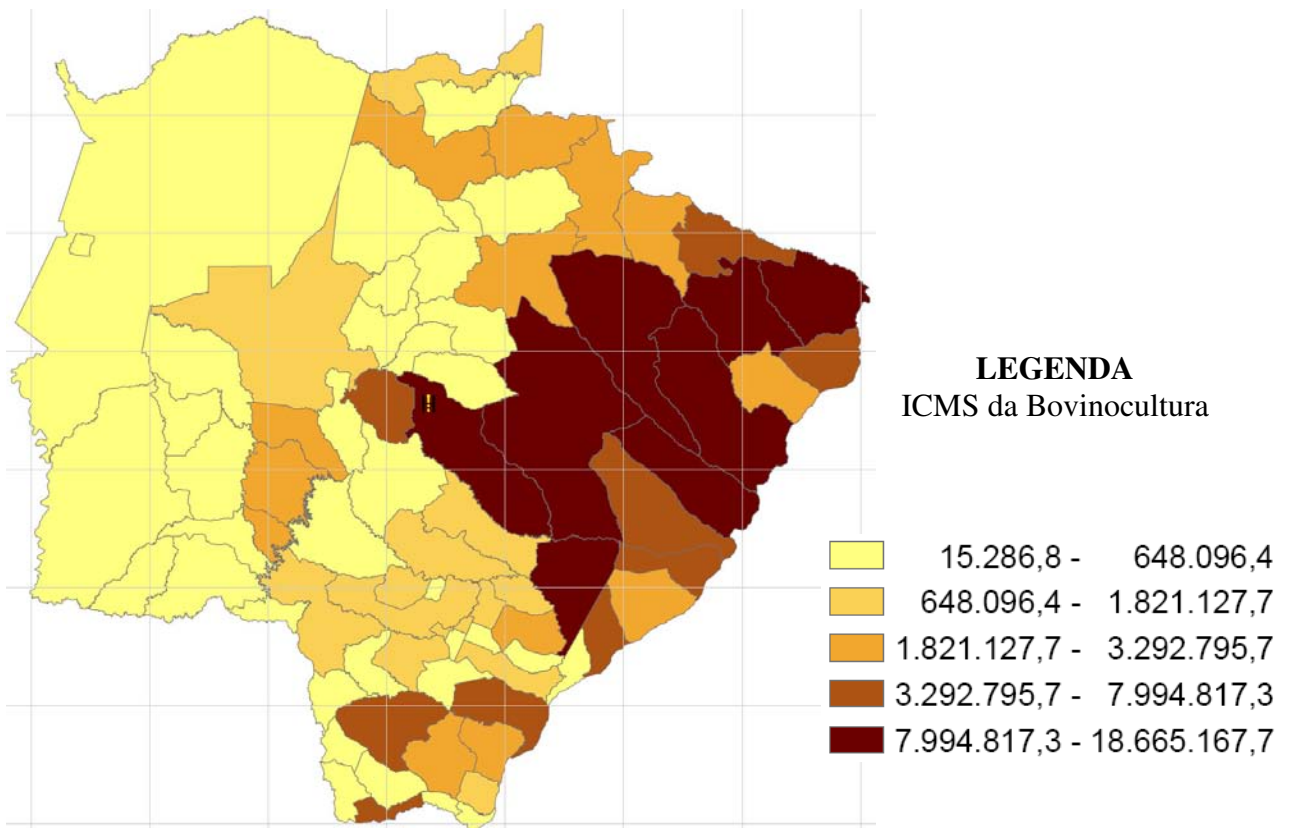 LEGENDA
ICMS da Bovinocultura
15.286,8 - 648.096,4
648.096,4 - 1.821.127,7
1.821.127,7 - 3.292.795,7
3.292.795,7 - 7.994.817,3
7.994.817,3 - 18.665.167,7